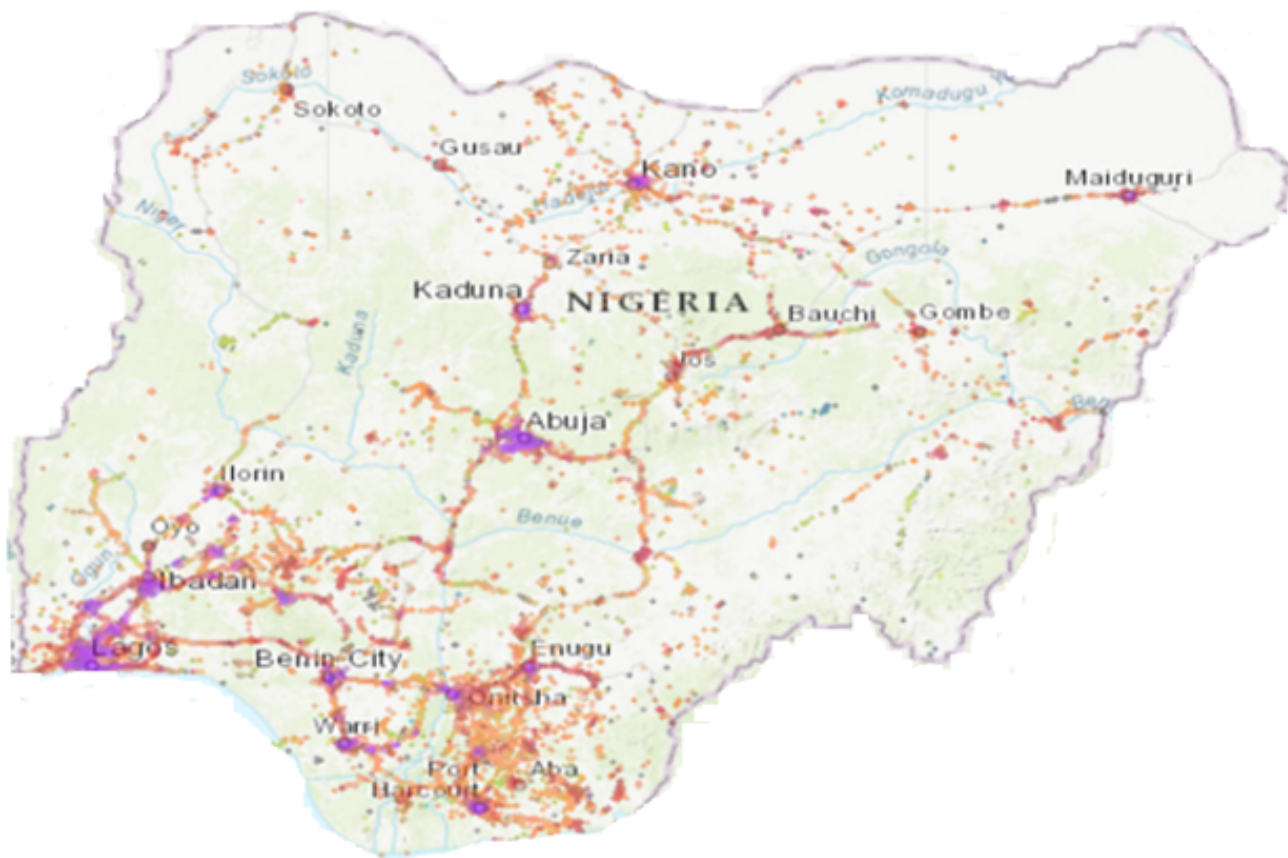 Sokoto
Sokoto
Komadugu
Gusau
Kano
Maiduguri
Niger
Zaria
Gongola
Kaduna
NIGERIA
Bauchi
Gombe
Kaduna
Jos
Abuja
Ilorin
Benue
Oyo
Ogun
Ibadan
Lagos
Enugu
Benin City
Onitsha
Warri
Port
Harcourt
Aba